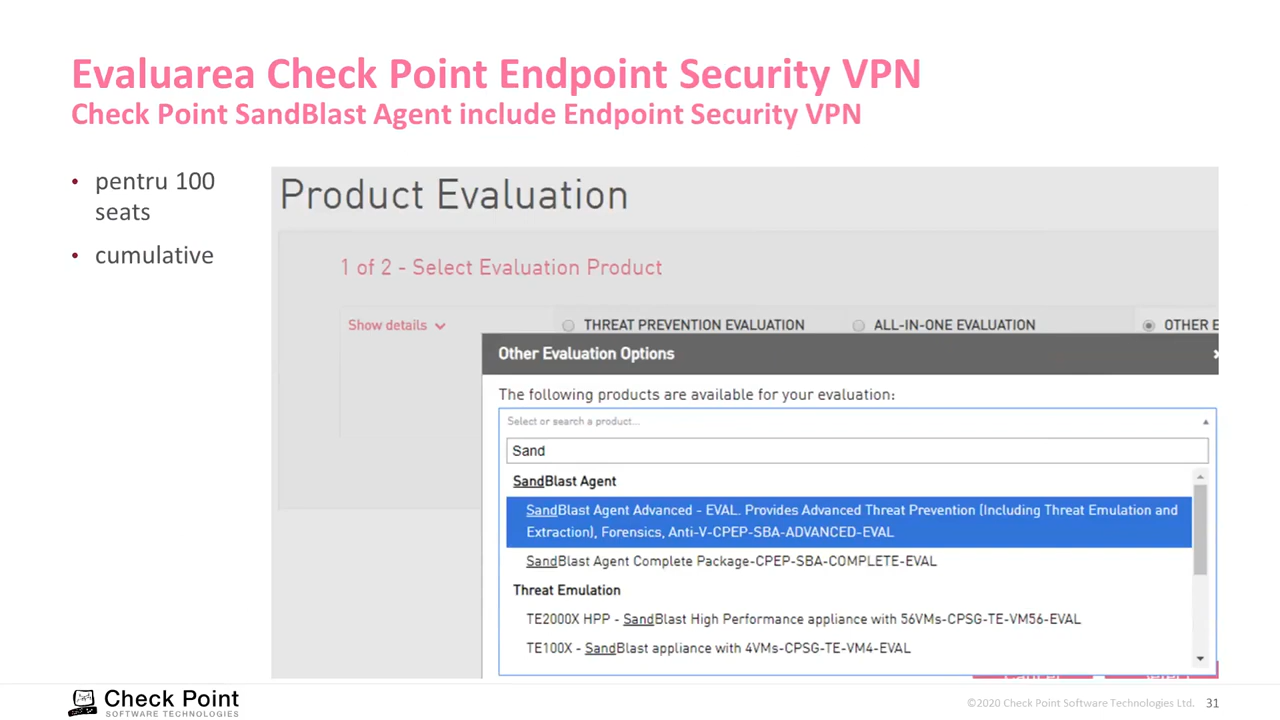 Evaluarea Check Point Endpoint Security VPN
Check Point SandBlast Agent include Endpoint Security VPN
• pentru 100
seats
• cumulative
Product Evaluation
1 of 2 - Select Evaluation Product
Show details
THREAT PREVENTION EVALUATION
ALL-IN-ONE EVALUATION
OTHER E
Other Evaluation Options
The following products are available for your evaluation:
Select or search a product...
Sand
SandBlast Agent
SandBlast Agent Advanced - EVAL. Provides Advanced Threat Prevention (Including Threat Emulation and
Extraction), Forensics, Anti-V-CPEP-SBA-ADVANCED-EVAL
SandBlast Agent Complete Package-CPEP-SBA-COMPLETE-EVAL
Threat Emulation
TE2000X HPP - SandBlast High Performance appliance with 56VMs-CPSG-TE-VM56-EVAL
TE100X - SandBlast appliance with 4VMs-CPSG-TE-VM4-EVAL
Check Point
SOFTWARE TECHNOLOGIES
©2020 Check Point Software Technologies Ltd. 31